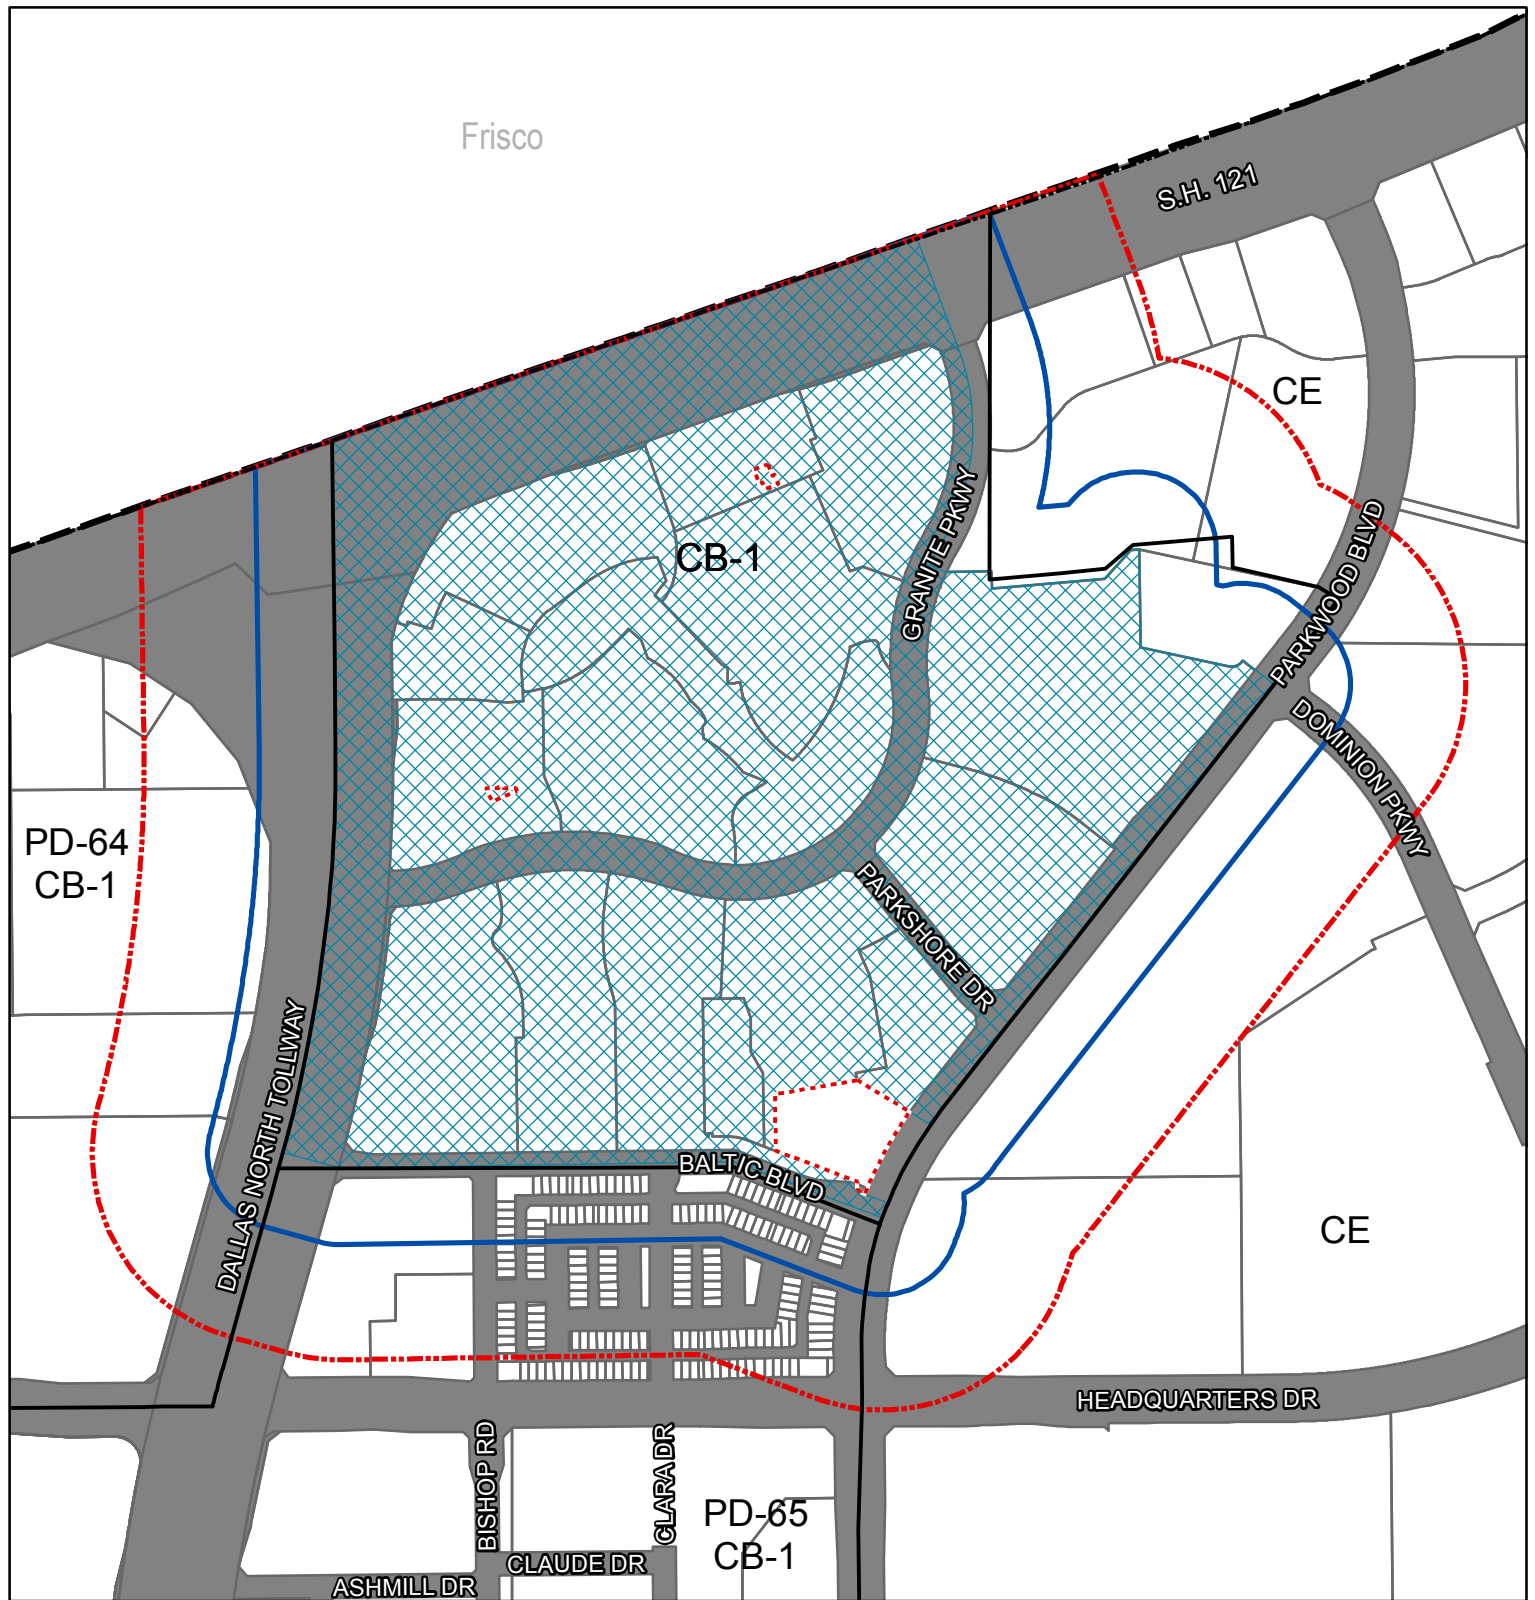 Frisco
S.H. 121
CE
CB-1
GRANITE PKWY
PARKWOOD BLVD
DOMINION PKWY
PD-64
CB-1
PARKSHORE DR
DALLAS NORTH TOLLWAY
BALTIC BLVD
CE
HEADQUARTERS DR
BISHOP RD
CLARA DR
PD-65
CB-1
CLAUDE DR
ASHMILL DR